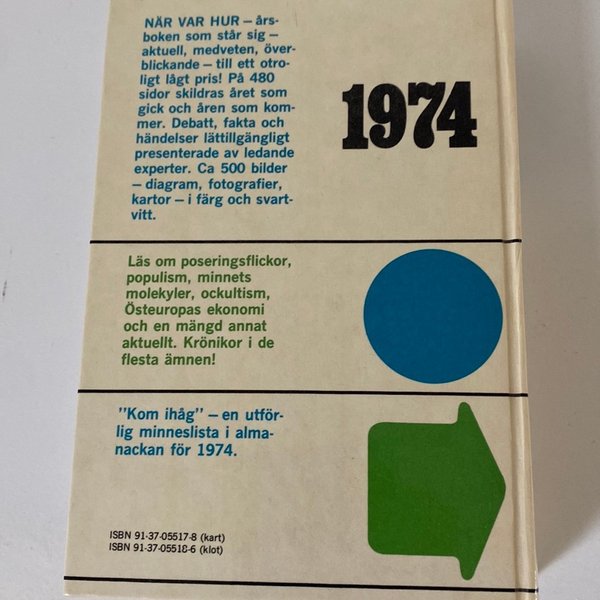 NÄR VAR HUR – års-
boken som står sig –
aktuell, medveten, över-
blickande – till ett otro-
ligt lågt pris! På 480
sidor skildras året som
gick och åren som kom-
mer. Debatt, fakta och
händelser lättillgängligt
presenterade av ledande
experter. Ca 500 bilder
– diagram, fotografier,
kartor – i färg och svart-
vitt.
1974
Läs om poseringsflickor,
populism, minnets
molekyler, ockultism,
Östeuropas ekonomi
och en mängd annat
aktuellt. Krönikor i de
flesta ämnen!
"Kom ihåg" – en utför-
lig minneslista i alma-
nackan för 1974.
ISBN 91-37-05517-8 (kart)
ISBN 91-37-05518-6 (klot)